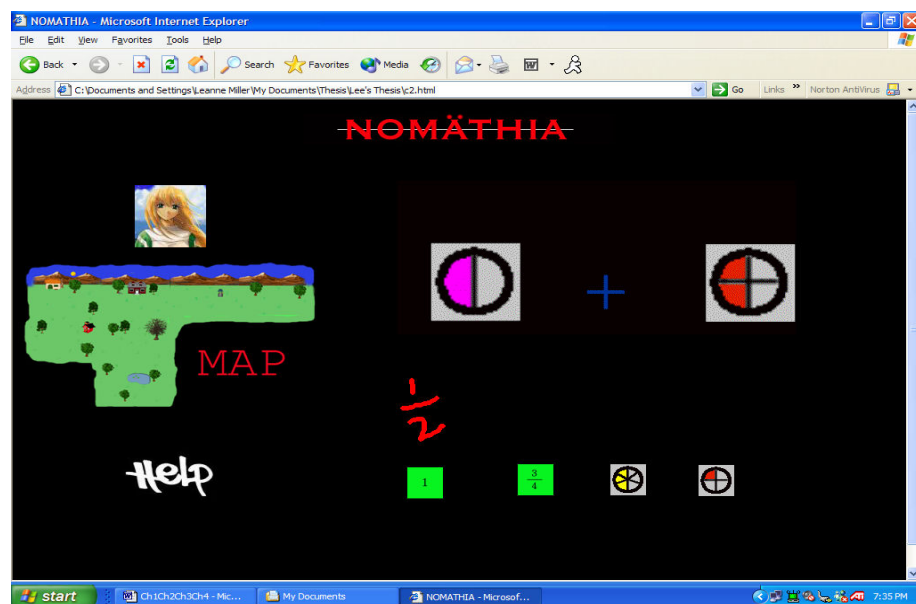 NOMATHIA - Microsoft Internet Explorer
File Edit View Favorites Tools Help
Back Search Favorites Media
Address C:\Documents and Settings\Leanne Miller\My Documents\Thesis\Lee's Thesis\c2.html Go Links » Norton AntiVirus
NOMÄTHIA
+
MAP
1
2
Help
1
3
4
start Ch1Ch2Ch3Ch4 - Mic... My Documents NOMATHIA - Microsof... 7:35 PM